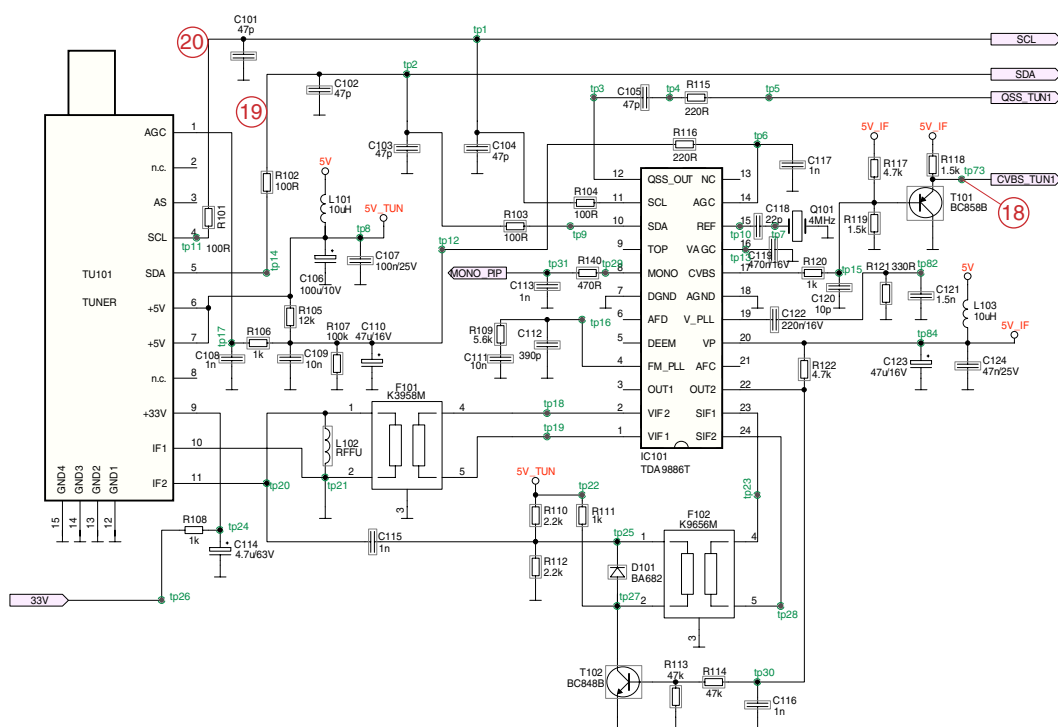 C101
47p
20
tp1
SCL
tp2
SDA
C102
47p
19
tp3
C105
47p
tp4
R115
220R
tp5
QSS_TUN1
AGC
1
n.c.
2
AS
3
SCL
4
tp11
R101
100R
SDA
5
tp14
TU101
TUNER
+5V
6
+5V
7
n.c.
8
+33V
9
IF1
10
IF2
11
GND4
GND3
GND2
GND1
15
14
13
12
R102
100R
5V
L101
10uH
5V_TUN
tp8
C106
100u/10V
C107
100n/25V
C103
47p
C104
47p
R103
100R
R104
100R
tp9
tp12
R116
220R
tp6
C117
1n
R105
12k
tp17
R106
1k
C108
1n
C109
10n
R107
100k
C110
47u/16V
MONO_PIP
tp31
R140
470R
tp29
C113
1n
R109
5.6k
C111
10n
C112
390p
tp16
12
QSS_OUT
NC
13
11
SCL
AGC
14
10
SDA
REF
15
9
TOP
VAGC
16
8
MONO
CVBS
17
7
DGND
AGND
18
6
AFD
V_PLL
19
5
DEEM
VP
20
4
FM_PLL
AFC
21
3
OUT1
OUT2
22
2
VIF2
SIF1
23
1
VIF1
SIF2
24
IC101
TDA9886T
tp10
C118
22p
tp7
Q101
4MHz
tp13
C119
470n/16V
5V_IF
5V_IF
R117
4.7k
R118
1.5k
tp73
CVBS_TUN1
T101
BC858B
18
R119
1.5k
R120
1k
tp15
C120
10p
R121
330R
tp82
C121
1.5n
C122
220n/16V
5V
L103
10uH
5V_IF
tp84
C123
47u/16V
C124
47n/25V
R122
4.7k
F101
K3958M
1
4
2
5
3
L102
RFFU
tp20
tp21
tp18
tp19
5V_TUN
tp22
R110
2.2k
R111
1k
R112
2.2k
tp23
tp25
D101
BA682
tp27
F102
K9656M
1
4
2
5
3
tp28
R108
1k
tp24
C114
4.7u/63V
C115
1n
33V
tp26
T102
BC848B
R113
47k
R114
47k
tp30
C116
1n